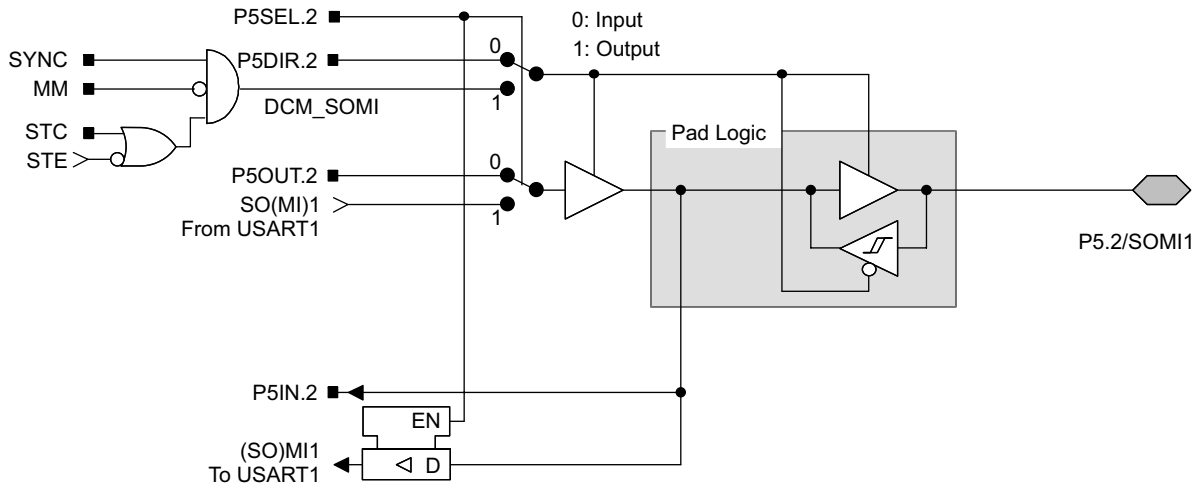 P5SEL.2
0: Input
1: Output
SYNC
P5DIR.2
0
MM
DCM_SOMI
1
Pad Logic
STC
STE
P5OUT.2
0
SO(MI)1
From USART1
1
P5.2/SOMI1
P5IN.2
EN
(SO)MI1
To USART1
D